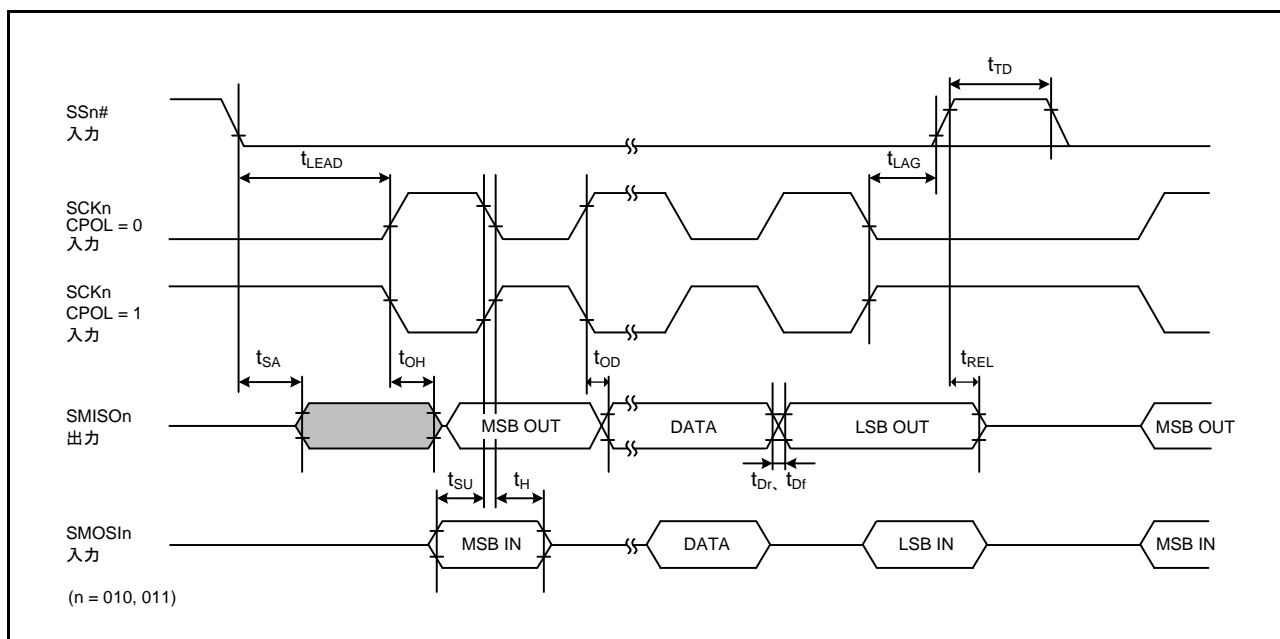 t_TD
SSn#
入力
t_LEAD
t_LAG
SCKn
CPOL = 0
入力
SCKn
CPOL = 1
入力
t_SA
t_OH
t_OD
t_REL
SMISOn
出力
MSB OUT
DATA
LSB OUT
MSB OUT
t_SU
t_H
t_Dr、t_Df
SMOSIn
入力
MSB IN
DATA
LSB IN
MSB IN
(n = 010, 011)